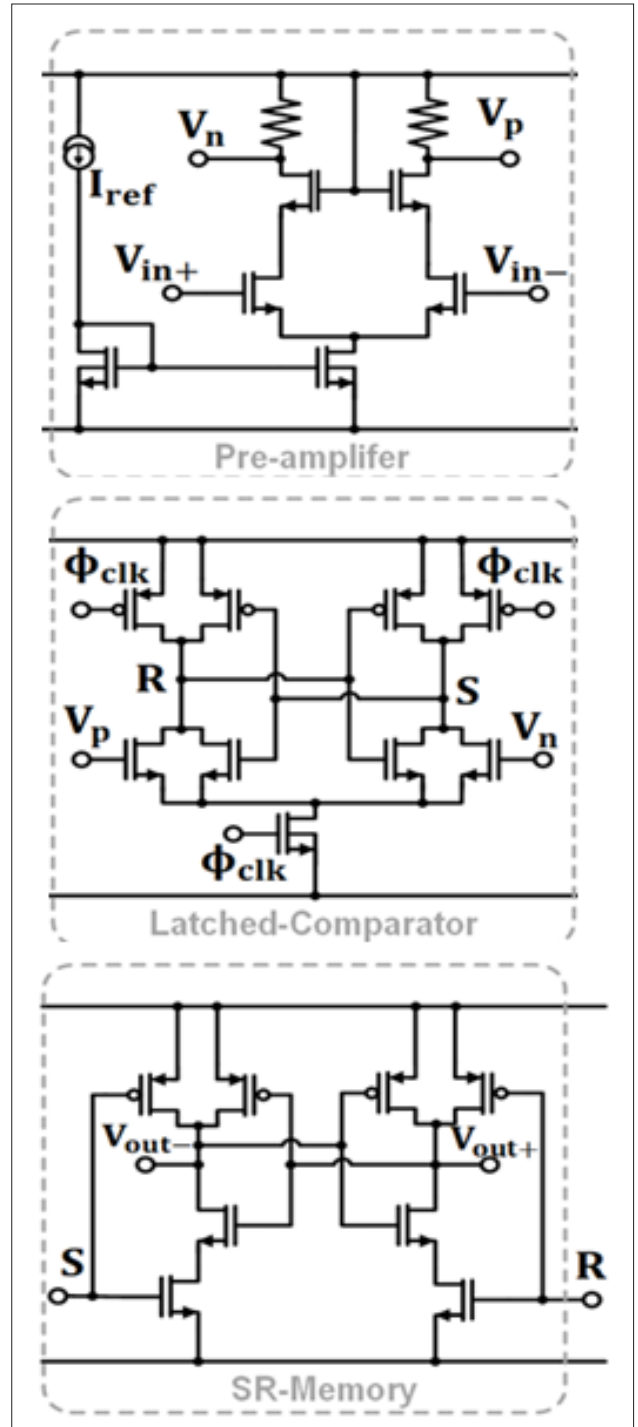 Vn
Vp
Iref
Vin+
Vin−
Pre-amplifer
ϕclk
ϕclk
R
S
Vp
Vn
ϕclk
Latched-Comparator
Vout−
Vout+
S
R
SR-Memory